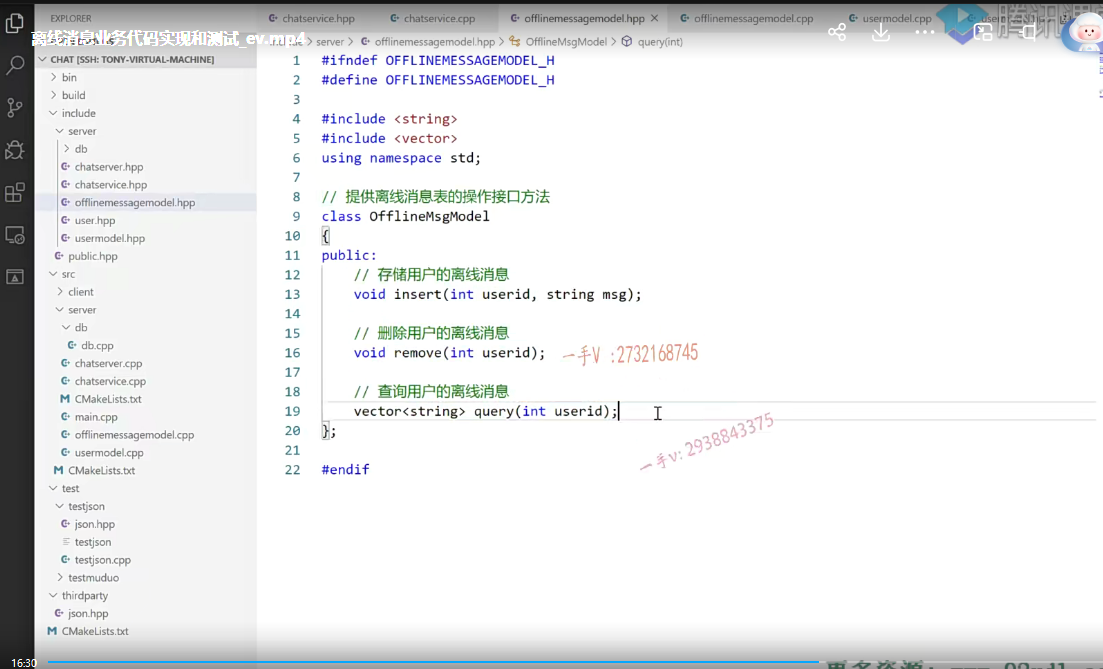 EXPLORER
chatservice.hpp
chatservice.cpp
offlinemessagemodel.hpp
offlinemessagemodel.cpp
usermodel.cpp
离线消息业务代码实现和测试_ev.mp4
server > offlinemessagemodel.hpp > OfflineMsgModel > query(int)
CHAT [SSH: TONY-VIRTUAL-MACHINE]
bin
build
include
server
db
chatserver.hpp
chatservice.hpp
offlinemessagemodel.hpp
user.hpp
usermodel.hpp
public.hpp
src
client
server
db
db.cpp
chatserver.cpp
chatservice.cpp
CMakeLists.txt
main.cpp
offlinemessagemodel.cpp
usermodel.cpp
CMakeLists.txt
test
testjson
json.hpp
testjson
testjson.cpp
testmuduo
thirdparty
json.hpp
CMakeLists.txt
1 #ifndef OFFLINEMESSAGEMODEL_H
2 #define OFFLINEMESSAGEMODEL_H
3
4 #include <string>
5 #include <vector>
6 using namespace std;
7
8 // 提供离线消息表的操作接口方法
9 class OfflineMsgModel
10 {
11 public:
12 // 存储用户的离线消息
13 void insert(int userid, string msg);
14
15 // 删除用户的离线消息
16 void remove(int userid);
17
18 // 查询用户的离线消息
19 vector<string> query(int userid);
20 };
21
22 #endif
一手V :2732168745
一手v: 2938843375
16:30